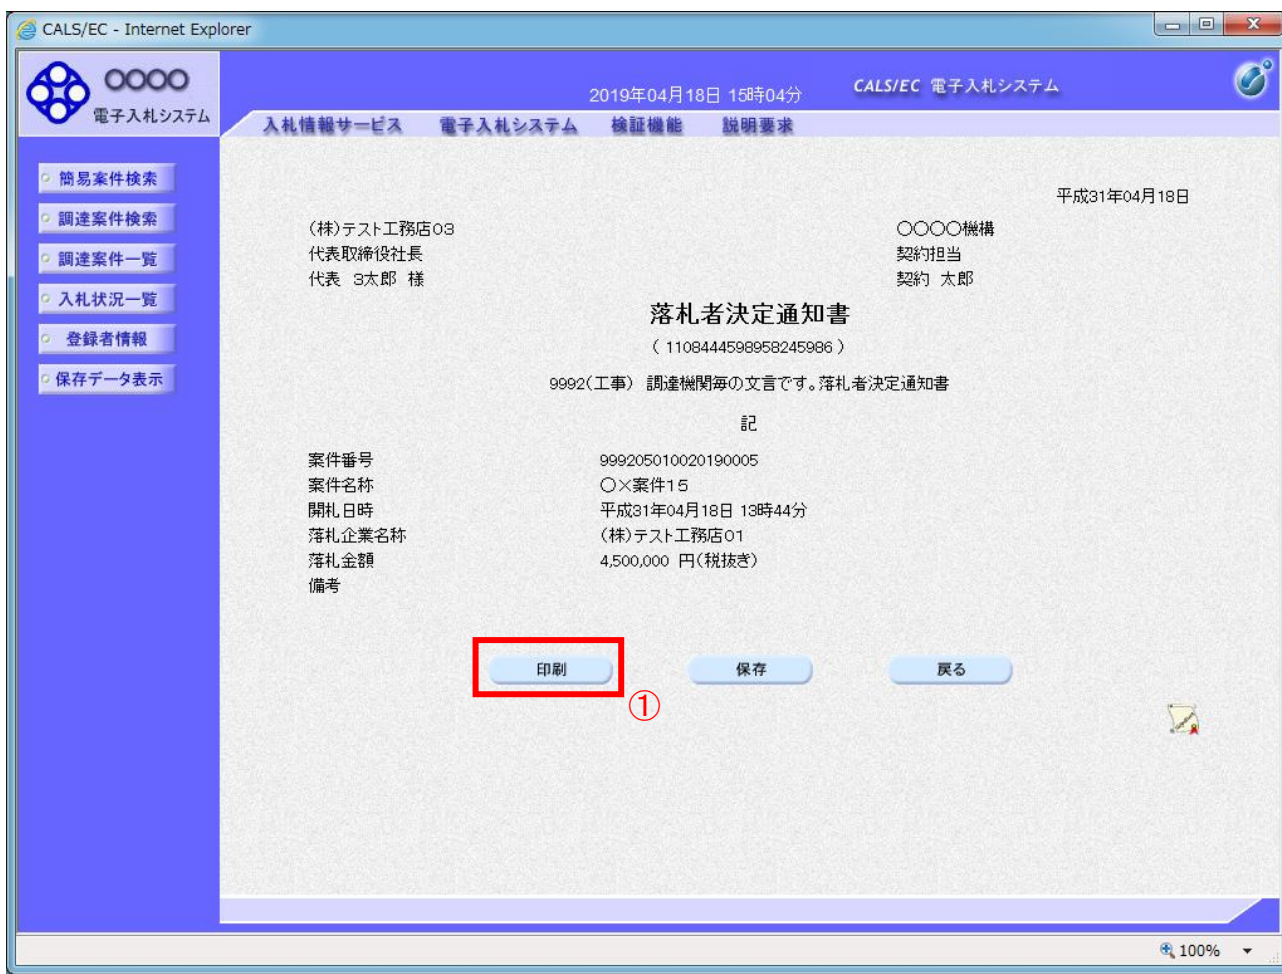 CALS/EC - Internet Explorer
○○○○
電子入札システム
2019年04月18日 15時04分
CALS/EC 電子入札システム
入札情報サービス 電子入札システム 検証機能 説明要求
簡易案件検索
調達案件検索
調達案件一覧
入札状況一覧
登録者情報
保存データ表示
平成31年04月18日
(株)テスト工務店03
代表取締役社長
代表 3太郎 様
○○○○機構
契約担当
契約 太郎
落札者決定通知書
( 1108444598958245986 )
9992(工事) 調達機関毎の文言です。落札者決定通知書
記
案件番号 999205010020190005
案件名称 ○×案件15
開札日時 平成31年04月18日 13時44分
落札企業名称 (株)テスト工務店01
落札金額 4,500,000 円(税抜き)
備考
印刷 保存 戻る
①
100%